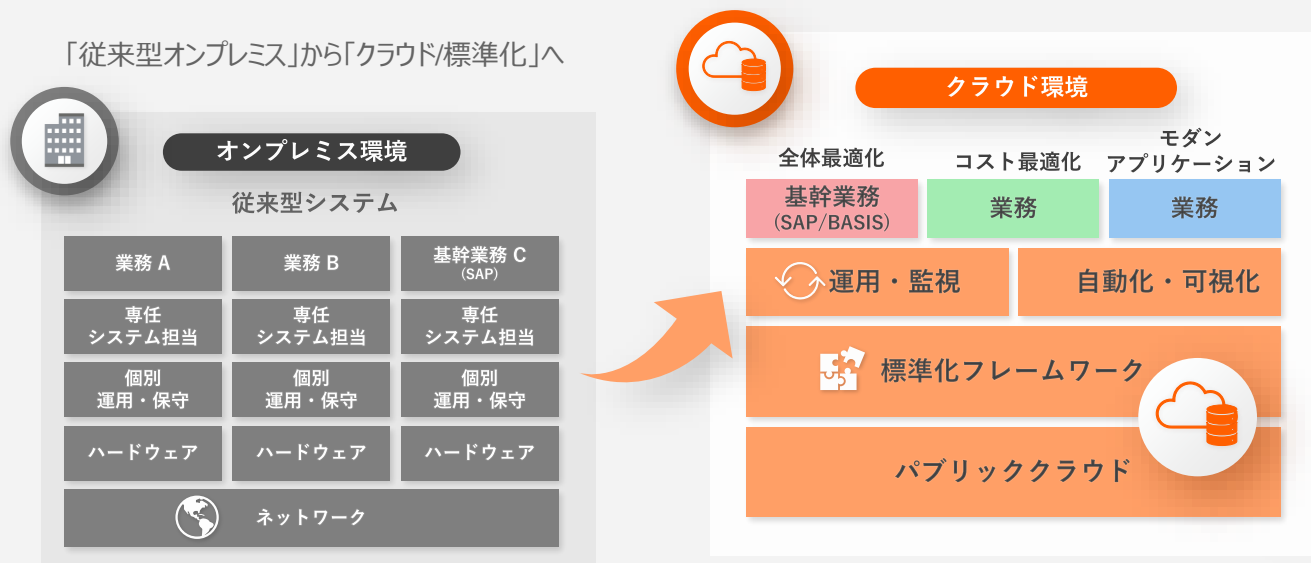 「従来型オンプレミス」から「クラウド/標準化」へ
オンプレミス環境
従来型システム
業務 A
業務 B
基幹業務 C
(SAP)
専任
システム担当
専任
システム担当
専任
システム担当
個別
運用・保守
個別
運用・保守
個別
運用・保守
ハードウェア
ハードウェア
ハードウェア
ネットワーク
クラウド環境
全体最適化
コスト最適化
モダン
アプリケーション
基幹業務
(SAP/BASIS)
業務
業務
運用・監視
自動化・可視化
標準化フレームワーク
パブリッククラウド